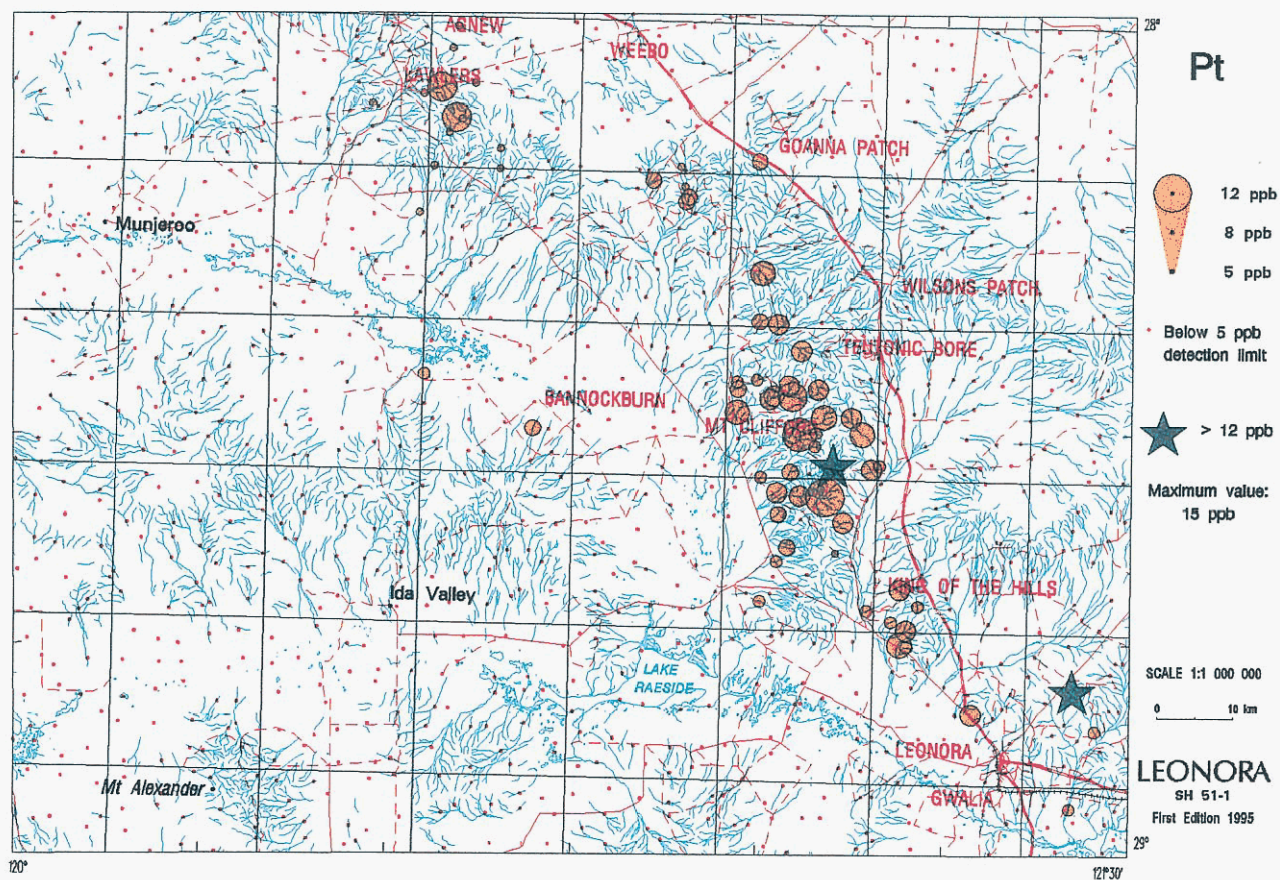 AGNEW
WEEBO
LAWLERS
GOANNA PATCH
Munjeroo
WILSONS PATCH
TEUTONIC BORE
BANNOCKBURN
MT CLIFFORD
Ida Valley
KING OF THE HILLS
LAKE
RAESIDE
LEONORA
Mt Alexander
GWALIA
28°
29°
120°
121°30'
Pt
12 ppb
8 ppb
5 ppb
Below 5 ppb
detection limit
> 12 ppb
Maximum value:
15 ppb
SCALE 1:1 000 000
0 10 km
LEONORA
SH 51-1
First Edition 1995